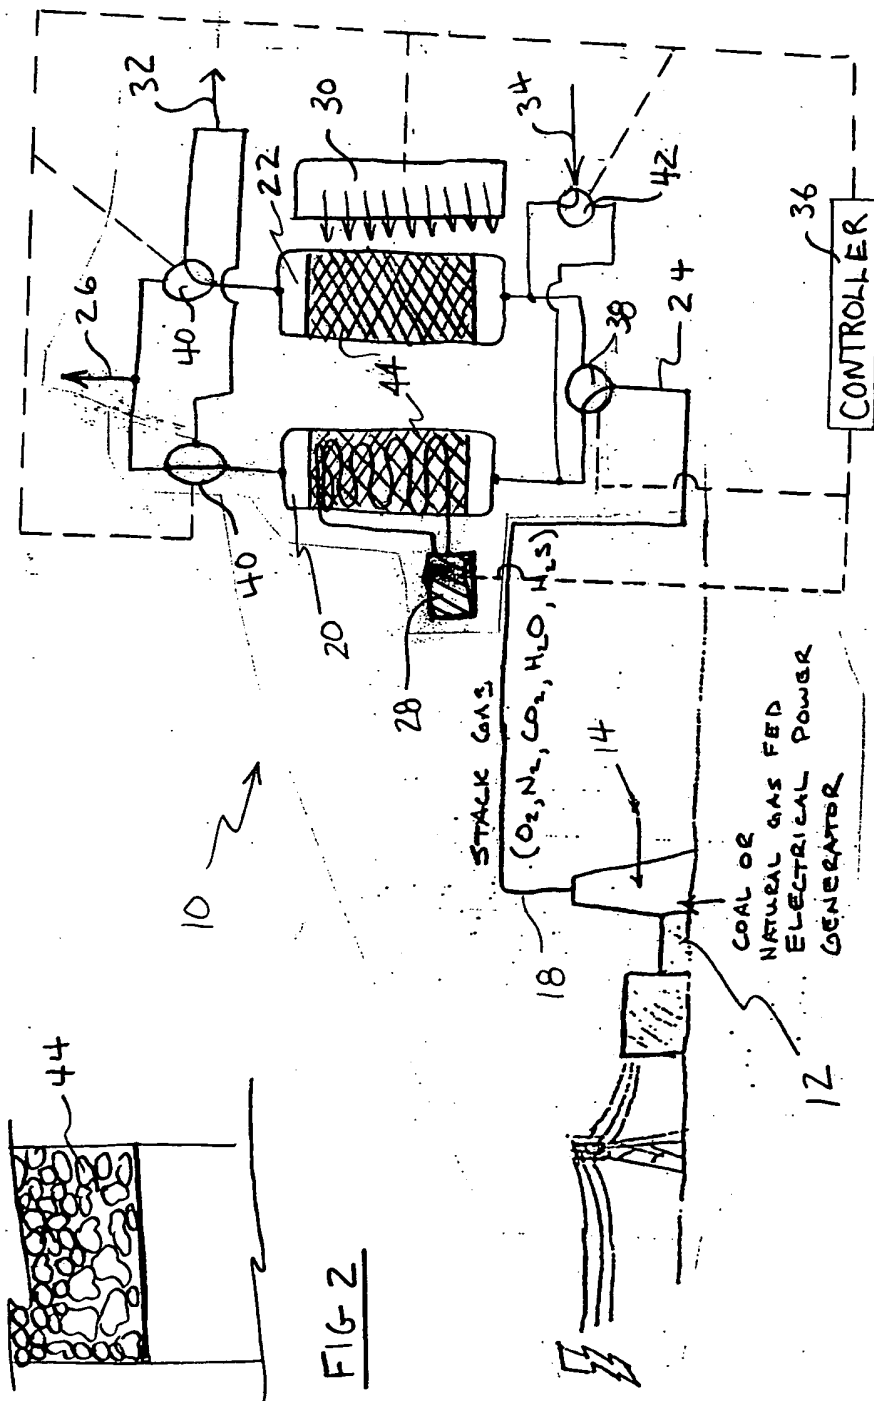 32
26
30
22
34
42
36
CONTROLLER
40
40
38
24
44
20
28
10
STACK GAS
(O₂, N₂, CO₂, H₂O, H₂S)
14
18
COAL OR
NATURAL GAS FED
ELECTRICAL POWER
GENERATOR
12
44
FIG 2